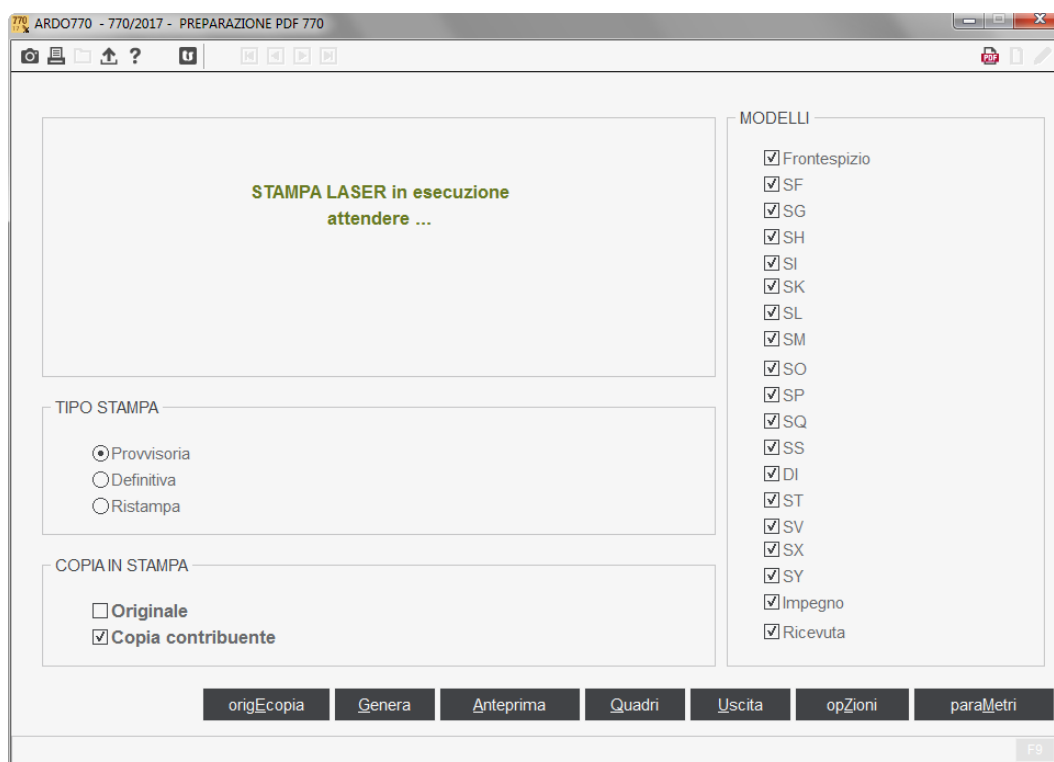 ARDO770 - 770/2017 - PREPARAZIONE PDF 770
STAMPA LASER in esecuzione
attendere ...
TIPO STAMPA
Provvisoria
Definitiva
Ristampa
COPIA IN STAMPA
Originale
Copia contribuente
MODELLI
Frontespizio
SF
SG
SH
SI
SK
SL
SM
SO
SP
SQ
SS
DI
ST
SV
SX
SY
Impegno
Ricevuta
origEcopia Genera Anteprima Quadri Uscita opZioni paraMetri
F9